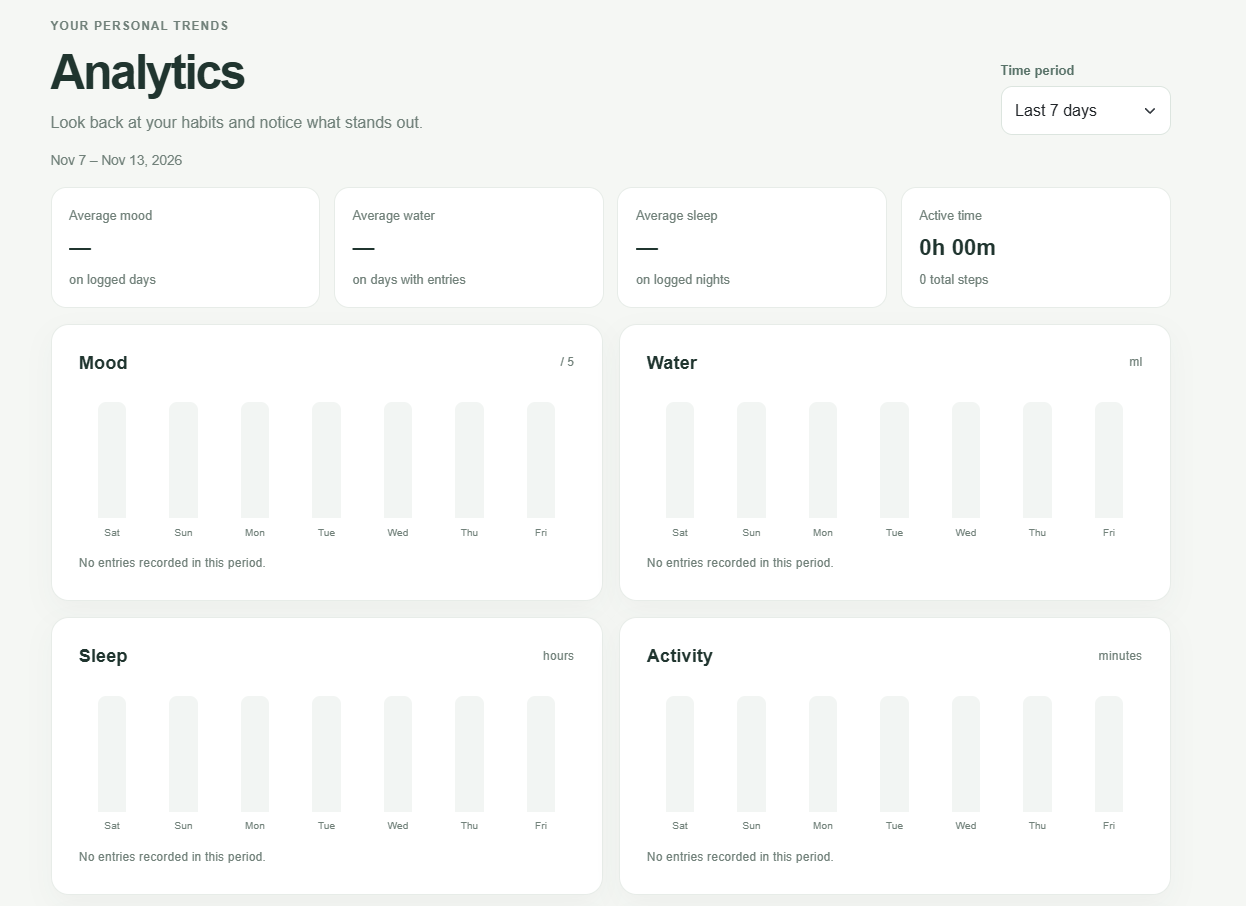 YOUR PERSONAL TRENDS
Analytics
Look back at your habits and notice what stands out.
Nov 7 – Nov 13, 2026
Time period
Last 7 days
Average mood
—
on logged days
Average water
—
on days with entries
Average sleep
—
on logged nights
Active time
0h 00m
0 total steps
Mood
/ 5
Sat Sun Mon Tue Wed Thu Fri
No entries recorded in this period.
Water
ml
Sat Sun Mon Tue Wed Thu Fri
No entries recorded in this period.
Sleep
hours
Sat Sun Mon Tue Wed Thu Fri
No entries recorded in this period.
Activity
minutes
Sat Sun Mon Tue Wed Thu Fri
No entries recorded in this period.